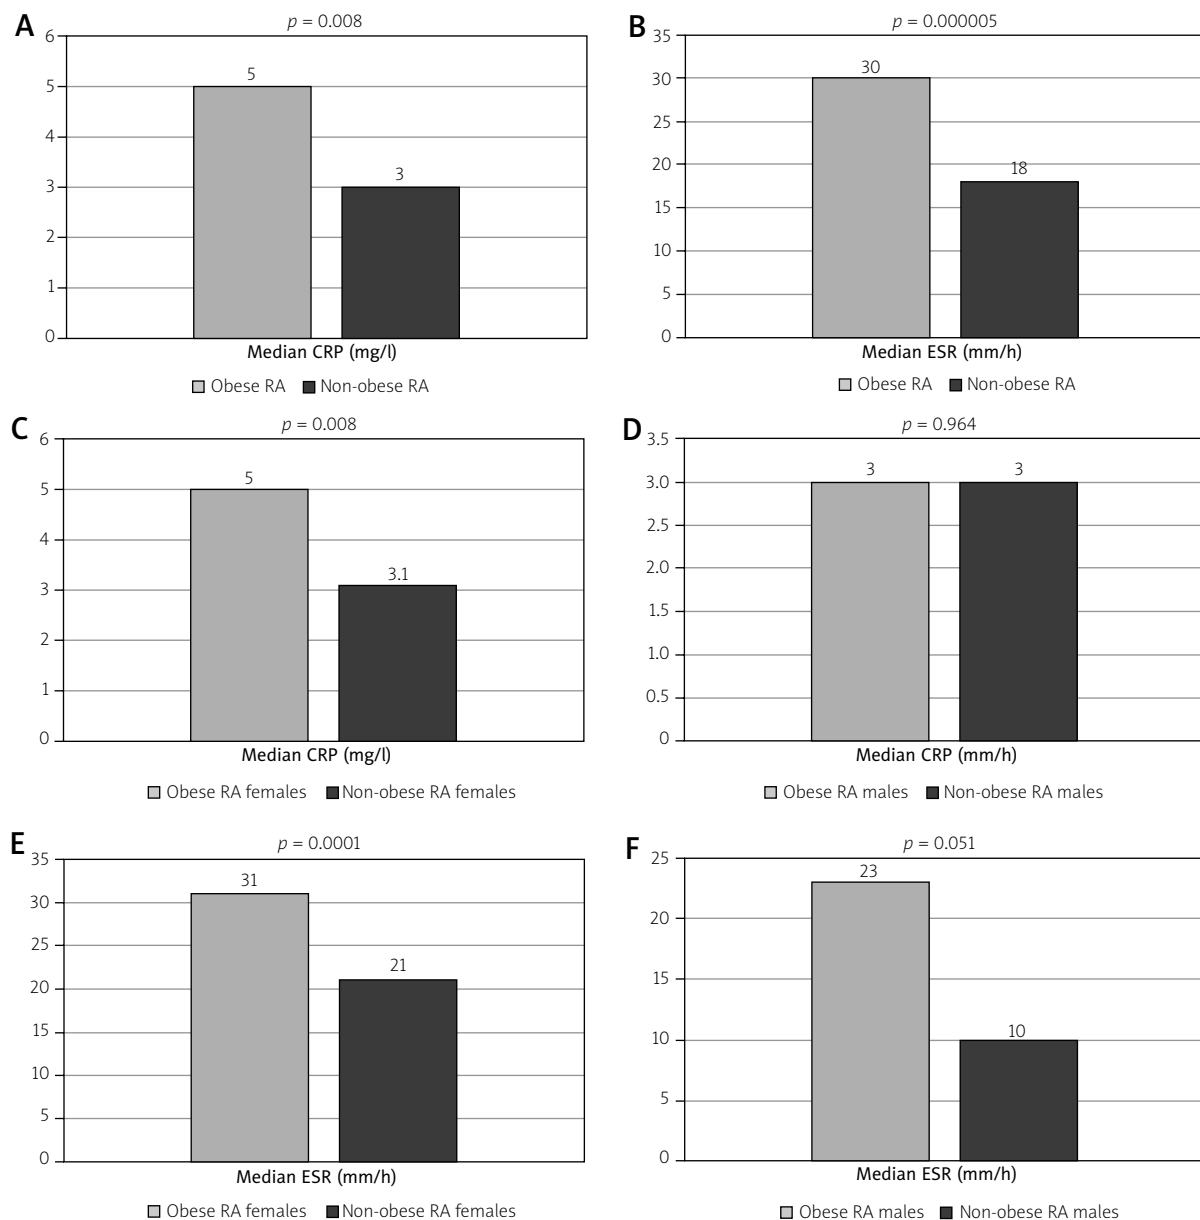 A
p = 0.008
6
5
4
3
2
1
0
5
3
Median CRP (mg/l)
Obese RA Non-obese RA
B
p = 0.000005
35
30
25
20
15
10
5
0
30
18
Median ESR (mm/h)
Obese RA Non-obese RA
C
p = 0.008
6
5
4
3
2
1
0
5
3.1
Median CRP (mg/l)
Obese RA females Non-obese RA females
D
p = 0.964
3.5
3.0
2.5
2.0
1.5
1.0
0.5
0
3
3
Median CRP (mm/h)
Obese RA males Non-obese RA males
E
p = 0.0001
35
30
25
20
15
10
5
0
31
21
Median ESR (mm/h)
Obese RA females Non-obese RA females
F
p = 0.051
25
20
15
10
5
0
23
10
Median ESR (mm/h)
Obese RA males Non-obese RA males